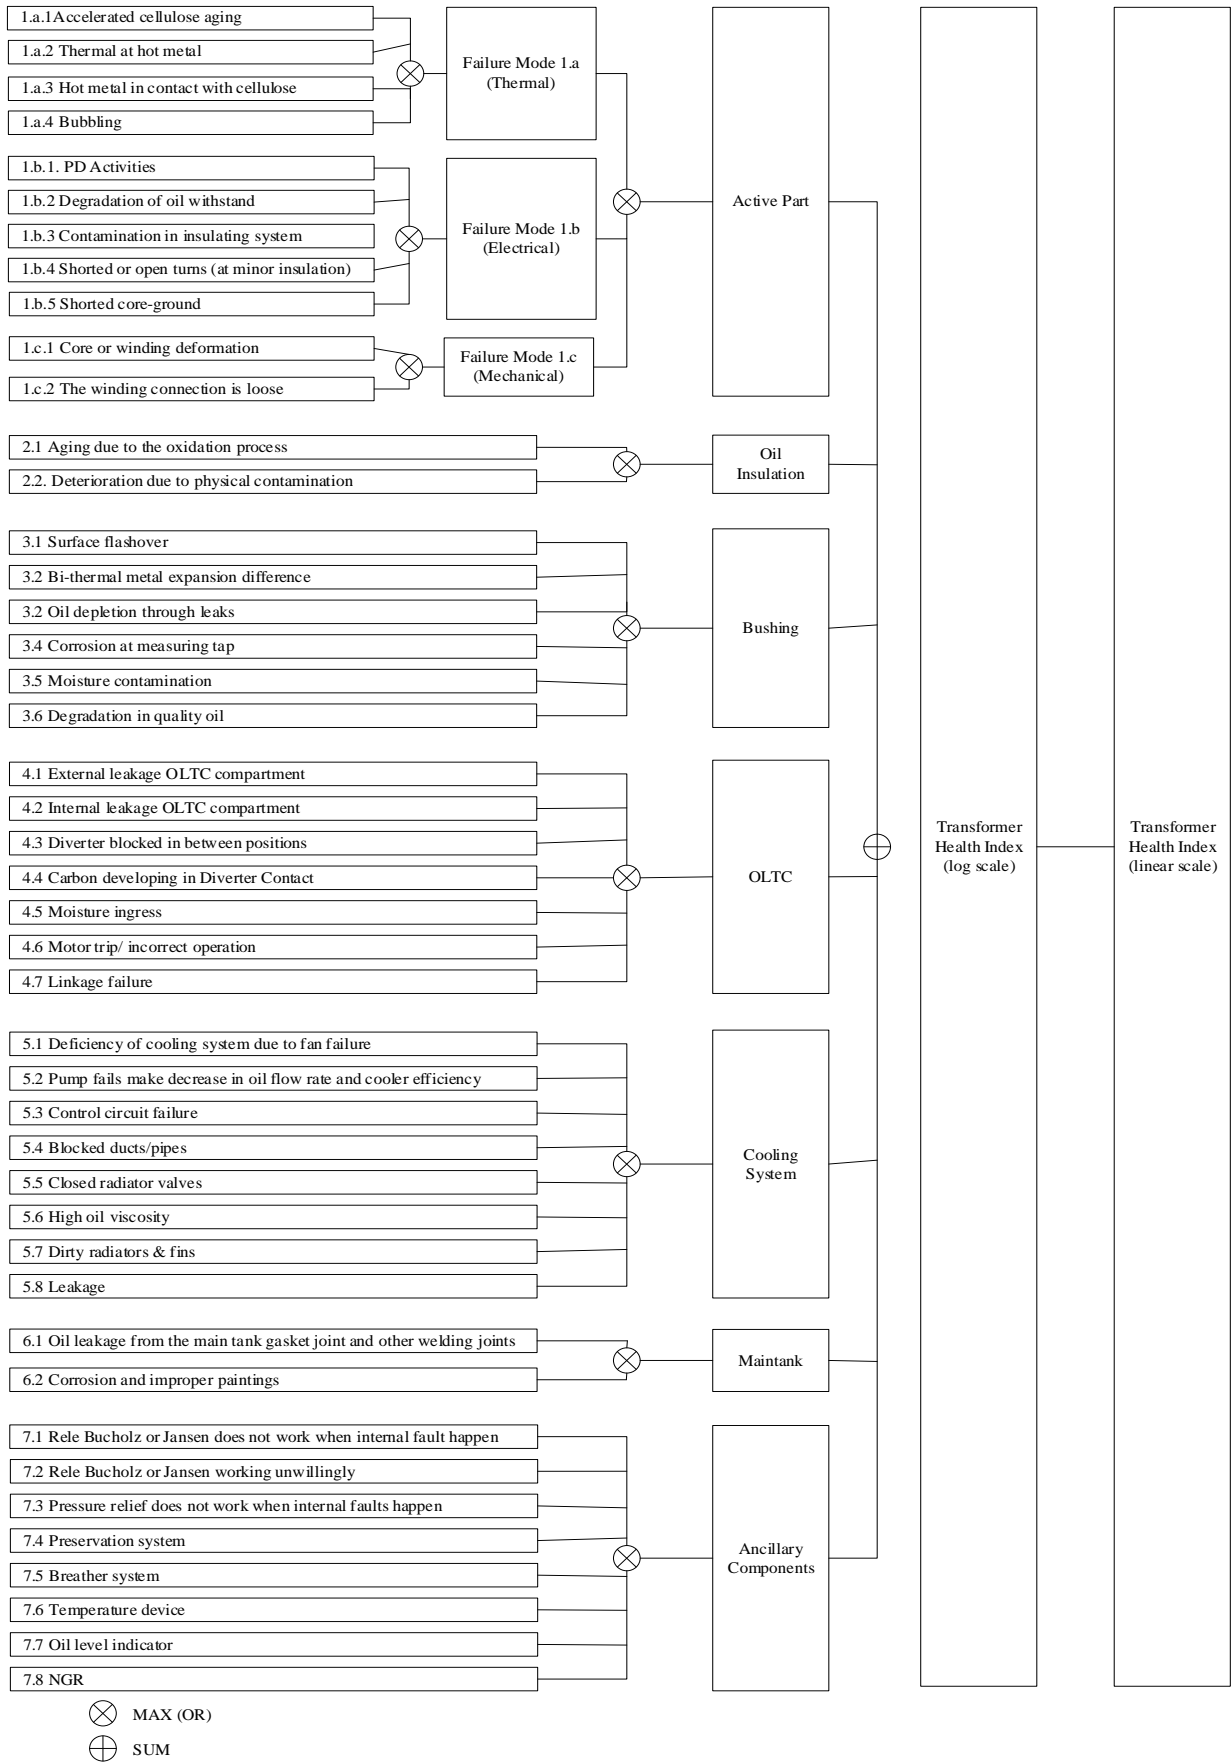 1.a.1Accelerated cellulose aging
1.a.2 Thermal at hot metal
1.a.3 Hot metal in contact with cellulose
1.a.4 Bubbling
Failure Mode 1.a
(Thermal)
1.b.1. PD Activities
1.b.2 Degradation of oil withstand
1.b.3 Contamination in insulating system
1.b.4 Shorted or open turns (at minor insulation)
1.b.5 Shorted core-ground
Failure Mode 1.b
(Electrical)
1.c.1 Core or winding deformation
1.c.2 The winding connection is loose
Failure Mode 1.c
(Mechanical)
Active Part
2.1 Aging due to the oxidation process
2.2. Deterioration due to physical contamination
Oil
Insulation
3.1 Surface flashover
3.2 Bi-thermal metal expansion difference
3.2 Oil depletion through leaks
3.4 Corrosion at measuring tap
3.5 Moisture contamination
3.6 Degradation in quality oil
Bushing
4.1 External leakage OLTC compartment
4.2 Internal leakage OLTC compartment
4.3 Diverter blocked in between positions
4.4 Carbon developing in Diverter Contact
4.5 Moisture ingress
4.6 Motor trip/ incorrect operation
4.7 Linkage failure
OLTC
5.1 Deficiency of cooling system due to fan failure
5.2 Pump fails make decrease in oil flow rate and cooler efficiency
5.3 Control circuit failure
5.4 Blocked ducts/pipes
5.5 Closed radiator valves
5.6 High oil viscosity
5.7 Dirty radiators & fins
5.8 Leakage
Cooling
System
6.1 Oil leakage from the main tank gasket joint and other welding joints
6.2 Corrosion and improper paintings
Maintank
7.1 Rele Bucholz or Jansen does not work when internal fault happen
7.2 Rele Bucholz or Jansen working unwillingly
7.3 Pressure relief does not work when internal faults happen
7.4 Preservation system
7.5 Breather system
7.6 Temperature device
7.7 Oil level indicator
7.8 NGR
Ancillary
Components
Transformer
Health Index
(log scale)
Transformer
Health Index
(linear scale)
MAX (OR)
SUM